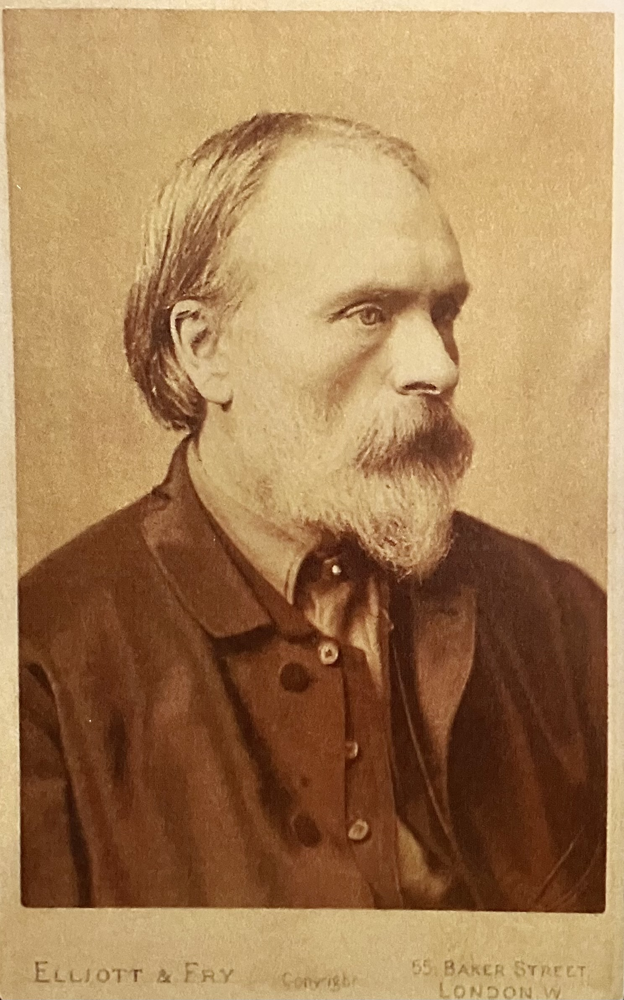 ELLIOTT & FRY
Copyright
55, BAKER STREET,
LONDON. W